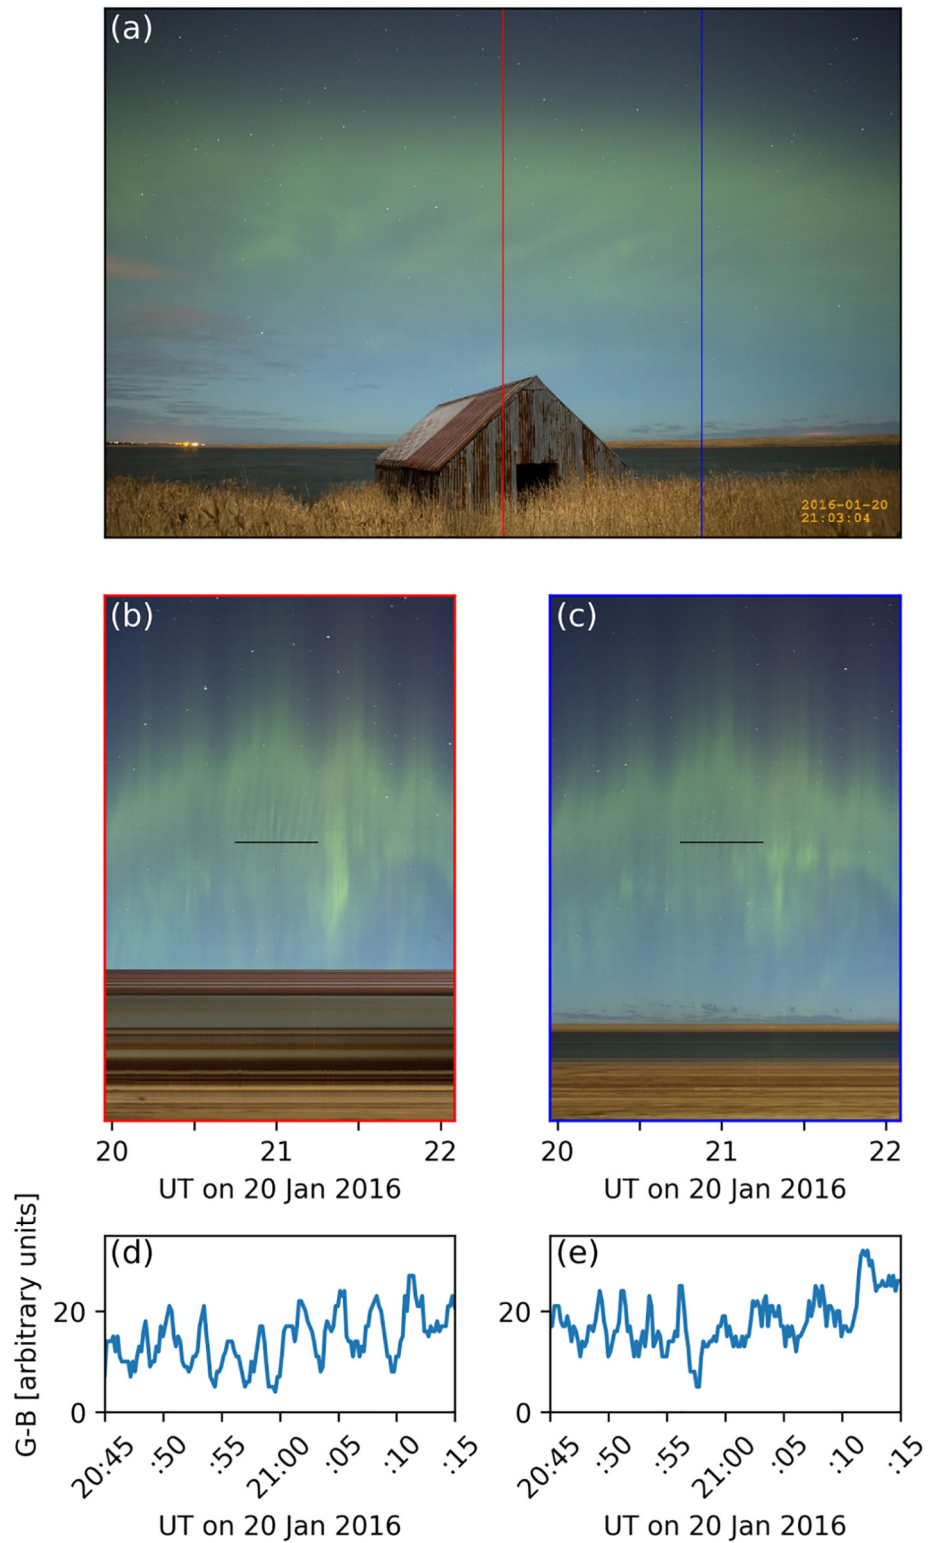 (a)
2016-01-20
21:03:04
(b)
(c)
20 21 22
20 21 22
UT on 20 Jan 2016
UT on 20 Jan 2016
G-B [arbitrary units]
(d)
(e)
20
0
20
0
20:45 :50 :55 21:00 :05 :10 :15
20:45 :50 :55 21:00 :05 :10 :15
UT on 20 Jan 2016
UT on 20 Jan 2016